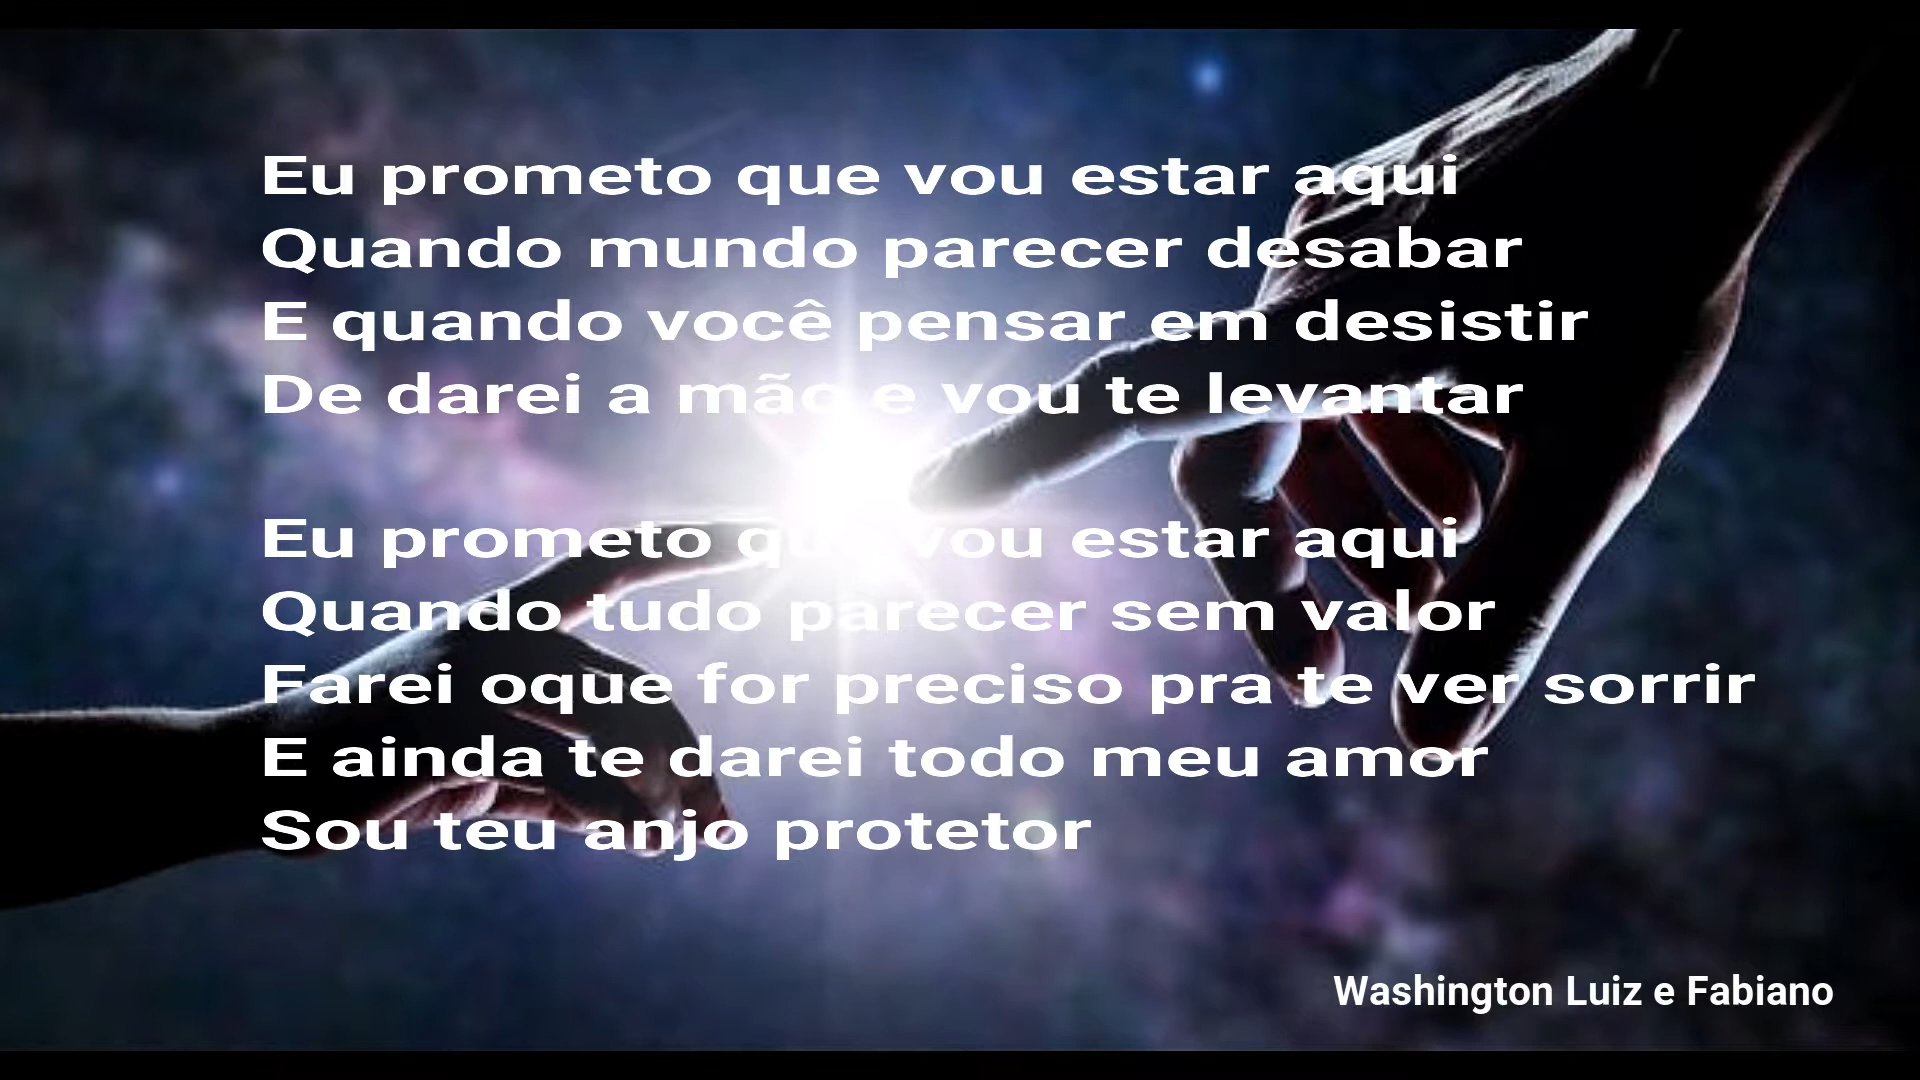 Eu prometo que vou estar aqui
Quando mundo parecer desabar
E quando você pensar em desistir
De darei a mão e vou te levantar
Eu prometo que vou estar aqui
Quando tudo parecer sem valor
Farei oque for preciso pra te ver sorrir
E ainda te darei todo meu amor
Sou teu anjo protetor
Washington Luiz e Fabiano